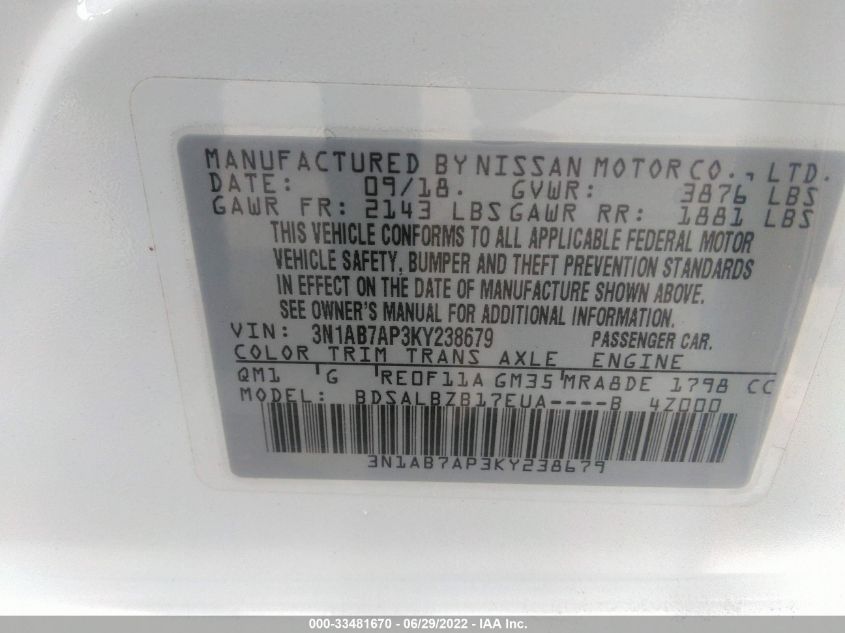 MANUFACTURED BY NISSAN MOTOR CO., LTD.
DATE: 09/18. GVWR: 3876 LBS
GAWR FR: 2143 LBS GAWR RR: 1881 LBS
THIS VEHICLE CONFORMS TO ALL APPLICABLE FEDERAL MOTOR
VEHICLE SAFETY, BUMPER AND THEFT PREVENTION STANDARDS
IN EFFECT ON THE DATE OF MANUFACTURE SHOWN ABOVE.
SEE OWNER'S MANUAL FOR ADDITIONAL INFORMATION.
VIN: 3N1AB7AP3KY238679 PASSENGER CAR.
COLOR TRIM TRANS AXLE ENGINE
QM1 'G 'RE0F11A GM35'MRA8DE 1798 CC
MODEL: BDSALBZB17EUA----B 4Z000
3N1AB7AP3KY238679
000-33481670 - 06/29/2022 - IAA Inc.